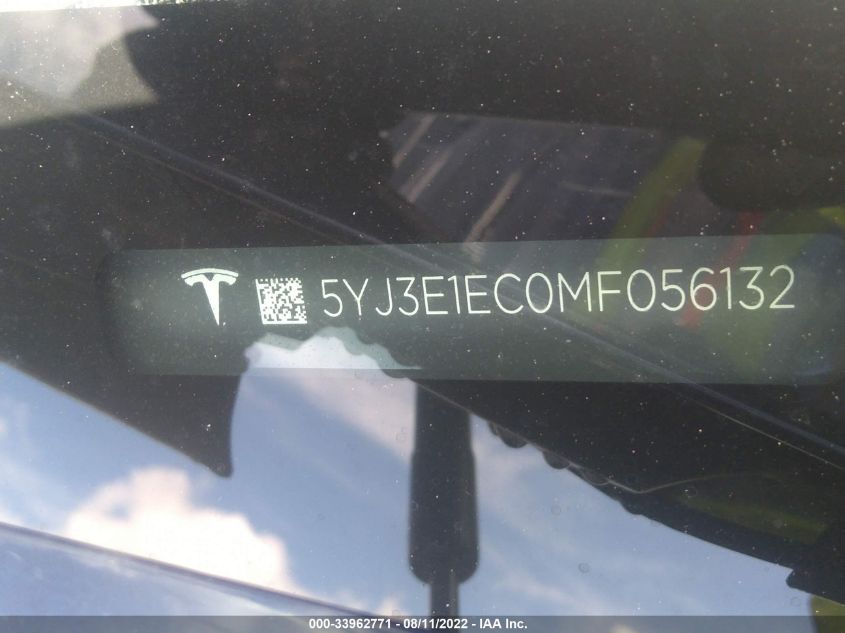 5YJ3E1EC0MF056132
000-33962771 - 08/11/2022 - IAA Inc.